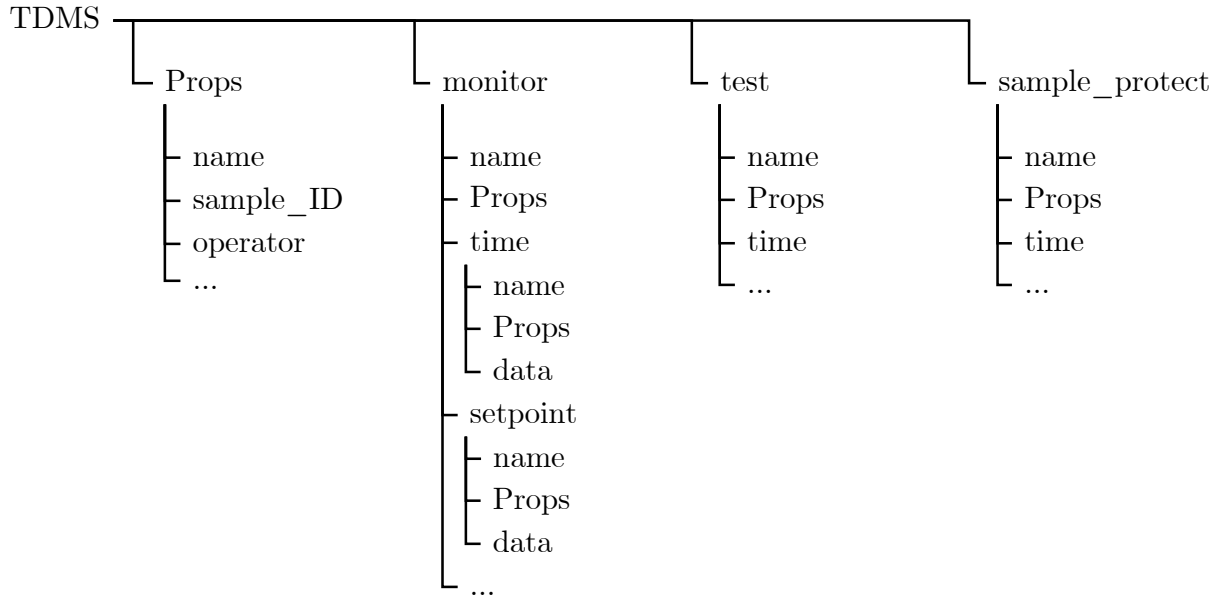 TDMS
Props
monitor
test
sample_protect
name
sample_ID
operator
...
name
Props
time
name
Props
data
setpoint
name
Props
data
...
name
Props
time
...
name
Props
time
...